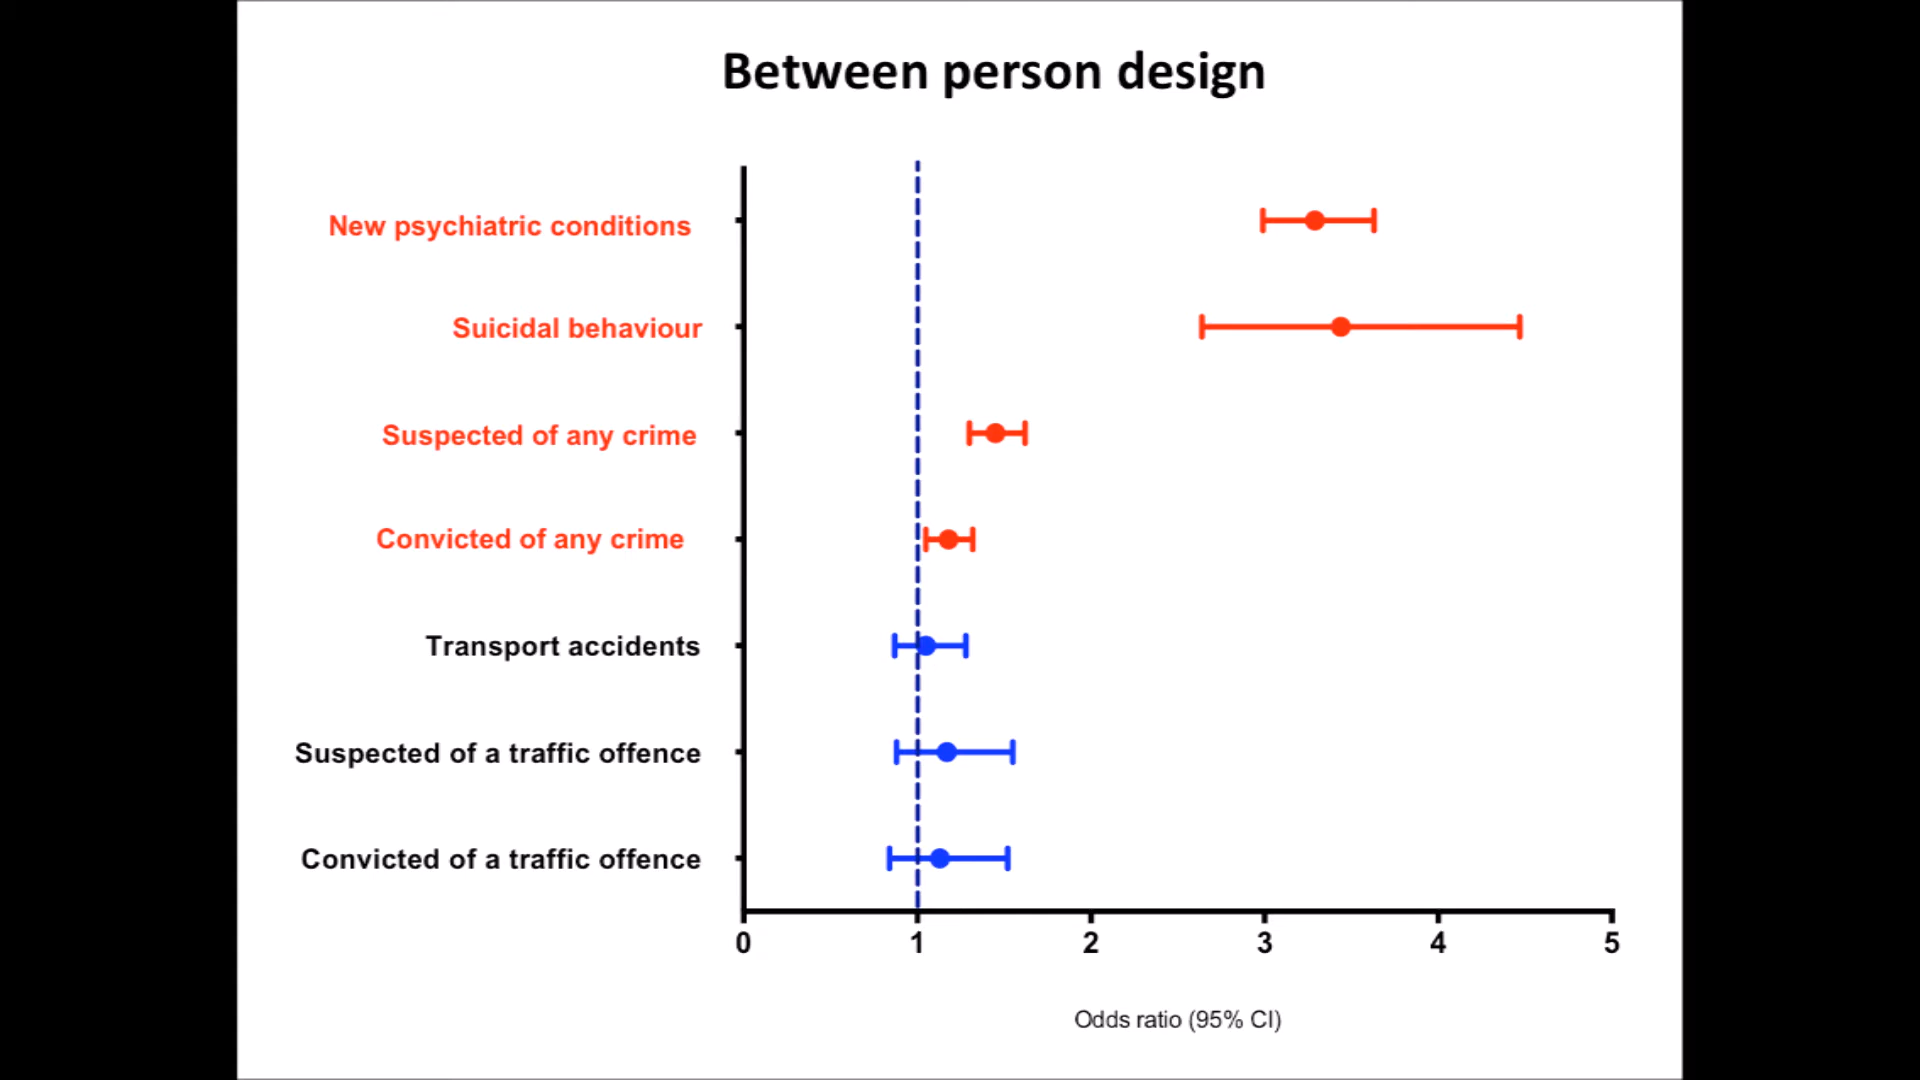 Between person design
New psychiatric conditions
Suicidal behaviour
Suspected of any crime
Convicted of any crime
Transport accidents
Suspected of a traffic offence
Convicted of a traffic offence
0 1 2 3 4 5
Odds ratio (95% CI)